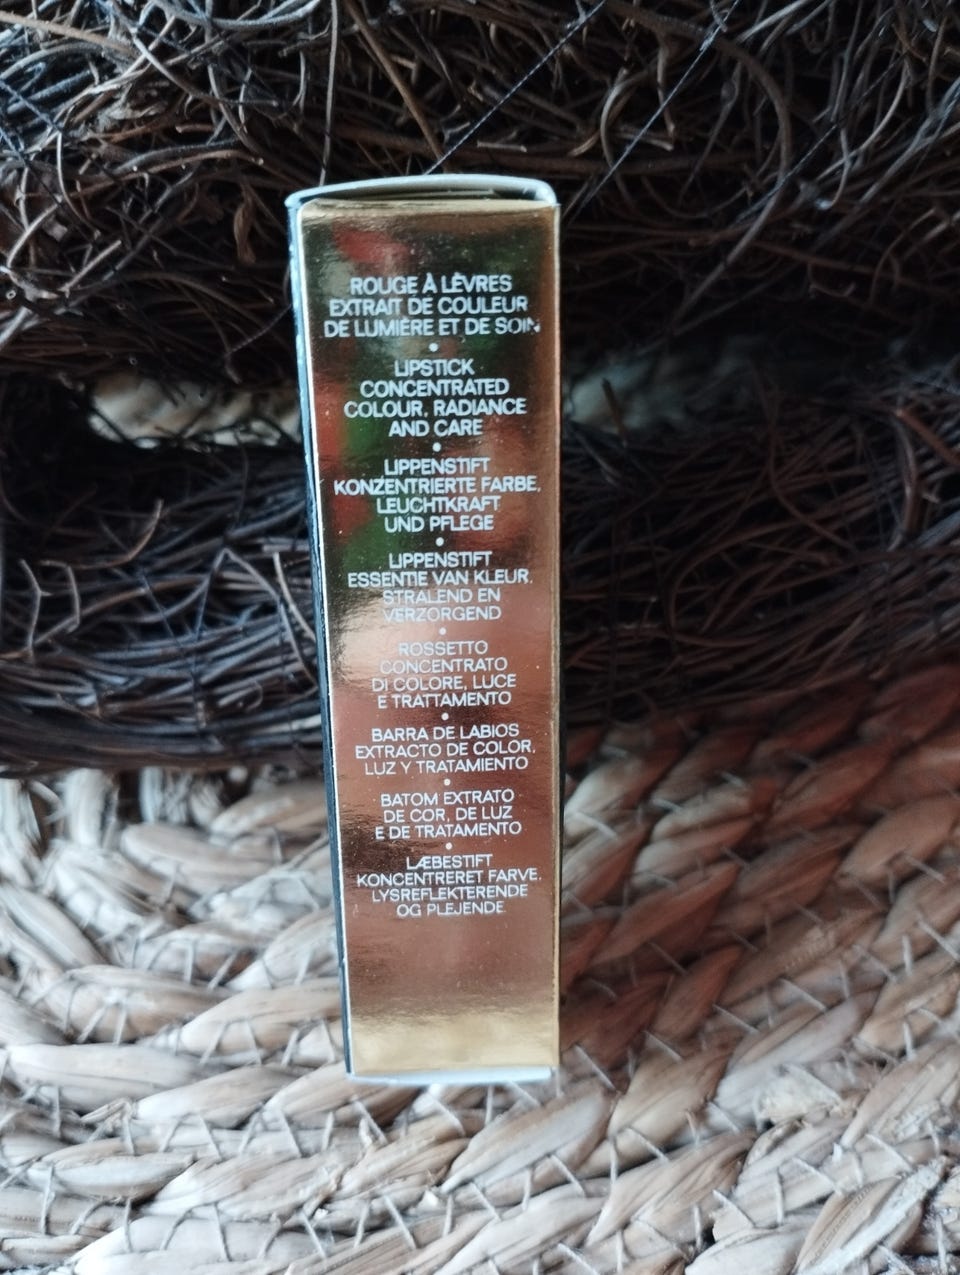 ROUGE À LÈVRES
EXTRAIT DE COULEUR
DE LUMIÈRE ET DE SOIN
•
LIPSTICK
CONCENTRATED
COLOUR, RADIANCE
AND CARE
•
LIPPENSTIFT
KONZENTRIERTE FARBE,
LEUCHTKRAFT
UND PFLEGE
•
LIPPENSTIFT
ESSENTIE VAN KLEUR,
STRALEND EN
VERZORGEND
•
ROSSETTO
CONCENTRATO
DI COLORE, LUCE
E TRATTAMENTO
•
BARRA DE LABIOS
EXTRACTO DE COLOR,
LUZ Y TRATAMIENTO
•
BATOM EXTRATO
DE COR, DE LUZ
E DE TRATAMENTO
•
LÆBESTIFT
KONCENTRERET FARVE,
LYSREFLEKTERENDE
OG PLEJENDE